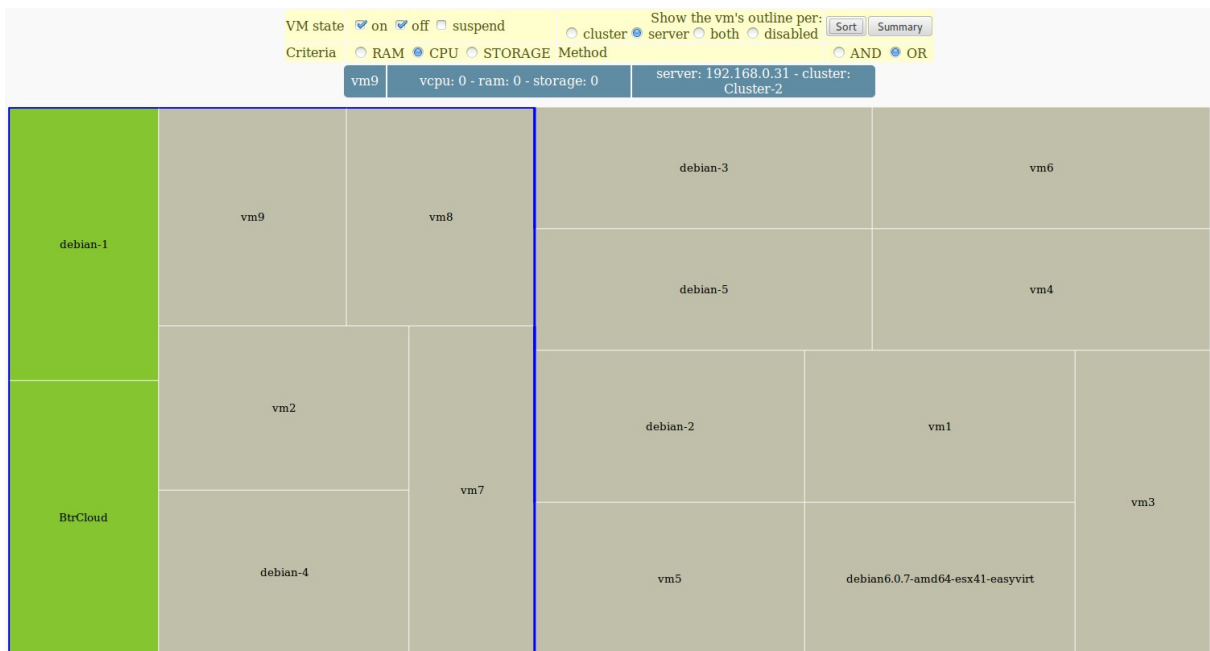 VM state on off suspend
Show the vm's outline per:
cluster server both disabled
Sort Summary
Criteria RAM CPU STORAGE Method AND OR
vm9 vcpu: 0 - ram: 0 - storage: 0 server: 192.168.0.31 - cluster:
Cluster-2
debian-3 vm6
vm9 vm8
debian-1
debian-5 vm4
vm2
debian-2 vm1
vm7
vm3
BtrCloud
debian-4
vm5 debian6.0.7-amd64-esx41-easyvirt